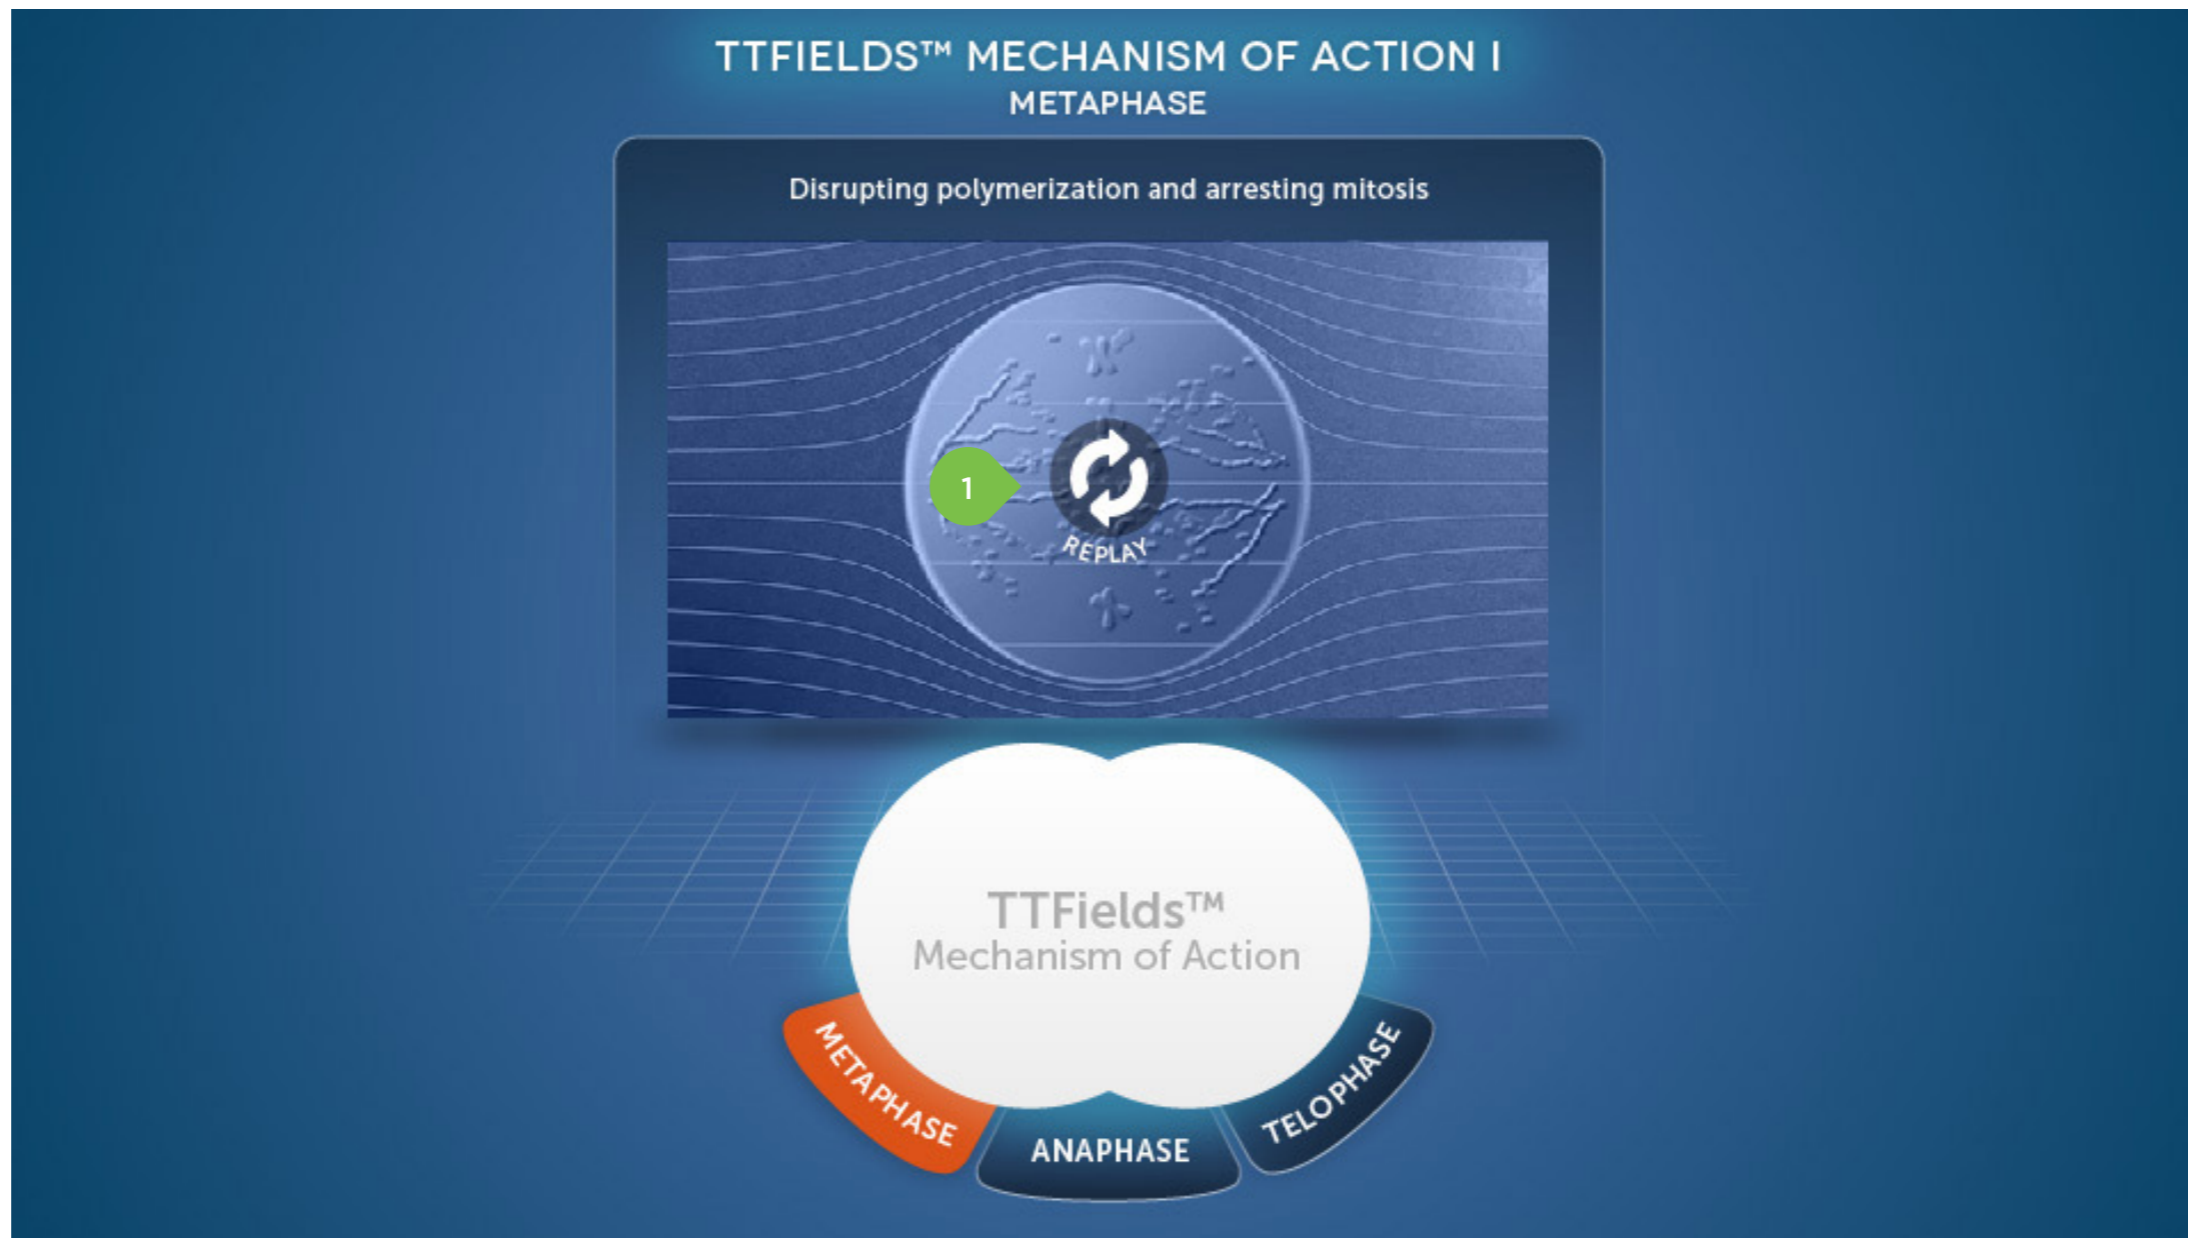 TTFIELDS™ MECHANISM OF ACTION I
METAPHASE
Disrupting polymerization and arresting mitosis
1
REPLAY
TTFields™
Mechanism of Action
METAPHASE
ANAPHASE
TELOPHASE